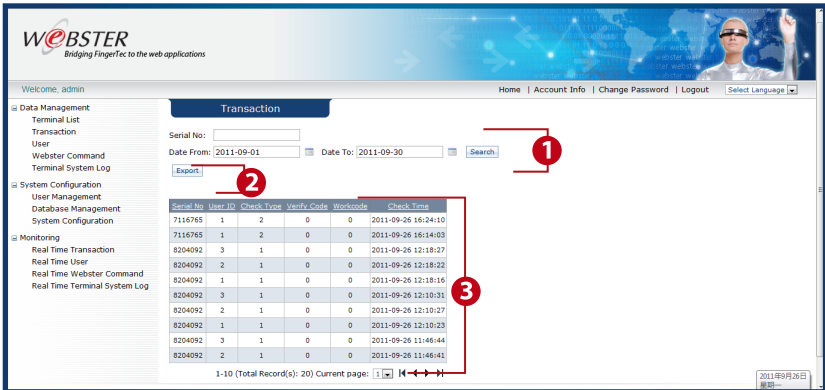 WEBSTER
Bridging FingerTec to the web applications
Welcome, admin
Home | Account Info | Change Password | Logout Select Language
Data Management
Terminal List
Transaction
User
Webster Command
Terminal System Log
System Configuration
User Management
Database Management
System Configuration
Monitoring
Real Time Transaction
Real Time User
Real Time Webster Command
Real Time Terminal System Log
Transaction
Serial No:
Date From: 2011-09-01 Date To: 2011-09-30 Search
1
Export
2
Serial No User ID Check Type Verify Code Workcode Check Time
7116765 1 2 0 0 2011-09-26 16:24:10
7116765 1 2 0 0 2011-09-26 16:14:03
8204092 3 1 0 0 2011-09-26 12:18:27
8204092 2 1 0 0 2011-09-26 12:18:22
8204092 1 1 0 0 2011-09-26 12:18:16
8204092 3 1 0 0 2011-09-26 12:10:31
8204092 2 1 0 0 2011-09-26 12:10:27
8204092 1 1 0 0 2011-09-26 12:10:23
8204092 3 1 0 0 2011-09-26 11:46:44
8204092 2 1 0 0 2011-09-26 11:46:41
3
1-10 (Total Record(s): 20) Current page: 1
2011年9月26日
星期一